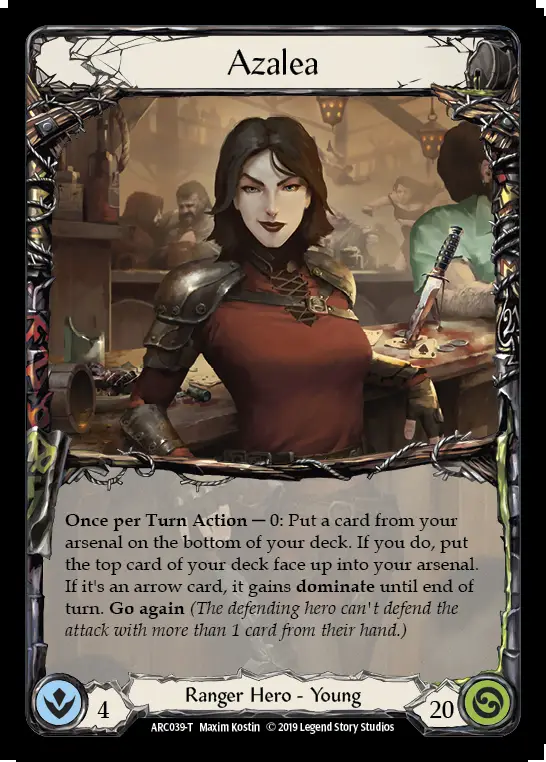 Azalea
Once per Turn Action — 0: Put a card from your
arsenal on the bottom of your deck. If you do, put
the top card of your deck face up into your arsenal.
If it's an arrow card, it gains dominate until end of
turn. Go again (The defending hero can't defend the
attack with more than 1 card from their hand.)
4
Ranger Hero - Young
20
ARC039-T Maxim Kostin © 2019 Legend Story Studios